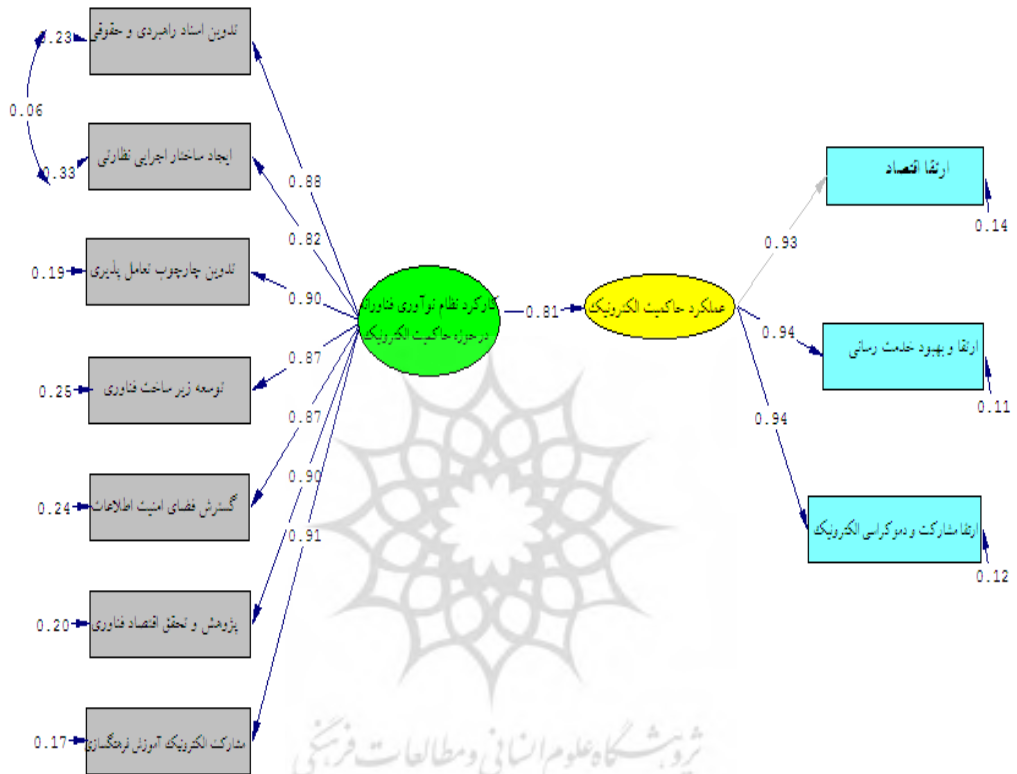 تدوین اسناد راهبردی و حقوقی
0.23
0.06
ایجاد ساختار اجرایی نظارتی
0.33
تدوین چارچوب تعامل پذیری
0.19
توسعه زیر ساخت فناوری
0.25
گسترش فضای امنیت اطلاعات
0.24
پژوهش و تحقق اقتصاد فناوری
0.20
مشارکت الکترونیک آموزش فرهنگسازی
0.17
0.88
0.82
0.90
0.87
0.87
0.90
0.91
کارکرد نظام نوآوری فناورانه
در حوزه حاکمیت الکترونیک
0.81
عملکرد حاکمیت الکترونیک
0.93
0.94
0.94
ارتقا اقتصاد
0.14
ارتقا و بهبود خدمت رسانی
0.11
ارتقا مشارکت و دموکراسی الکترونیک
0.12
پژوهشگاه علوم انسانی و مطالعات فرهنگی